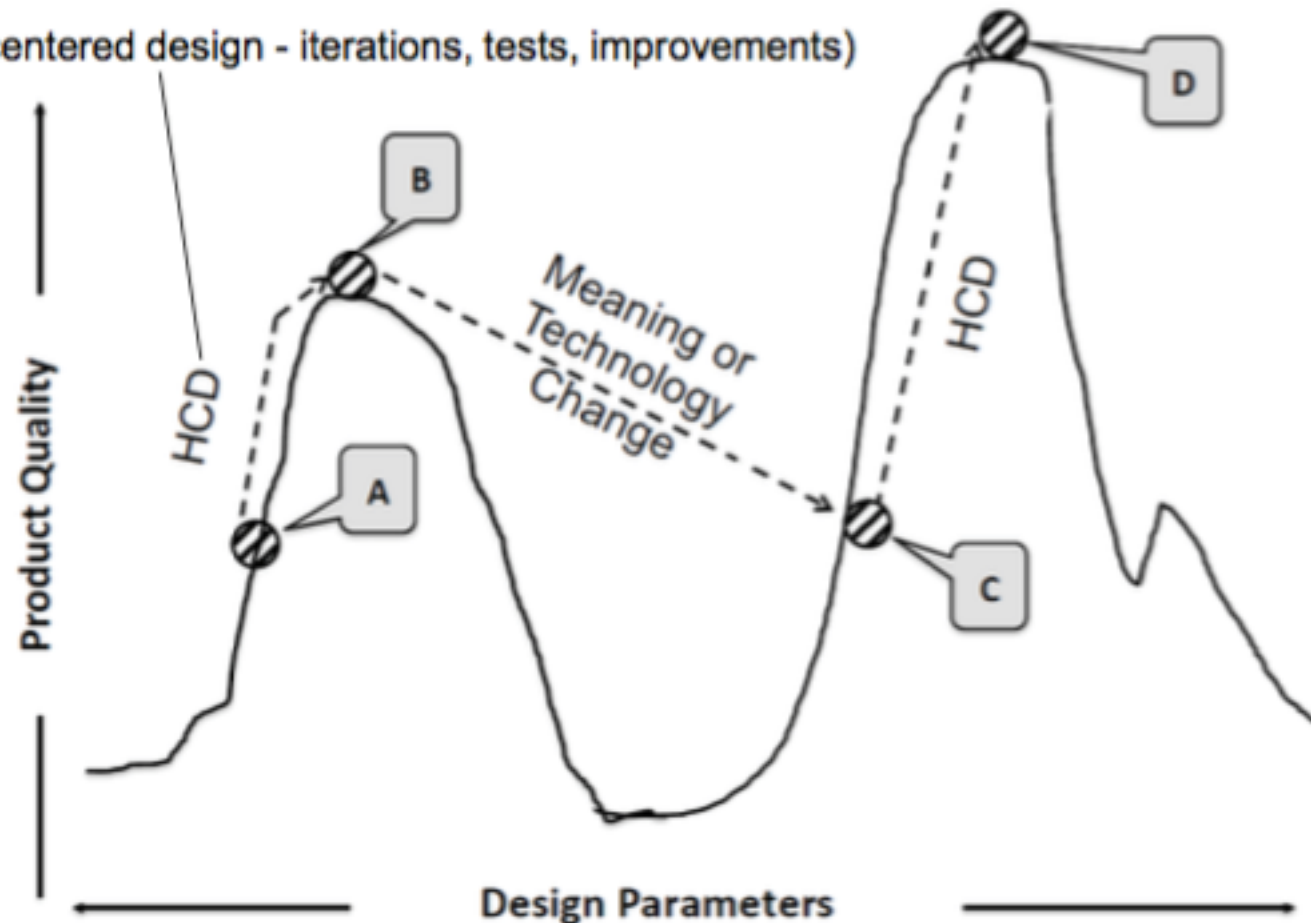 entered design - iterations, tests, improvements)
B
D
Meaning or
Technology
Change
HCD
HCD
A
C
Product Quality
Design Parameters